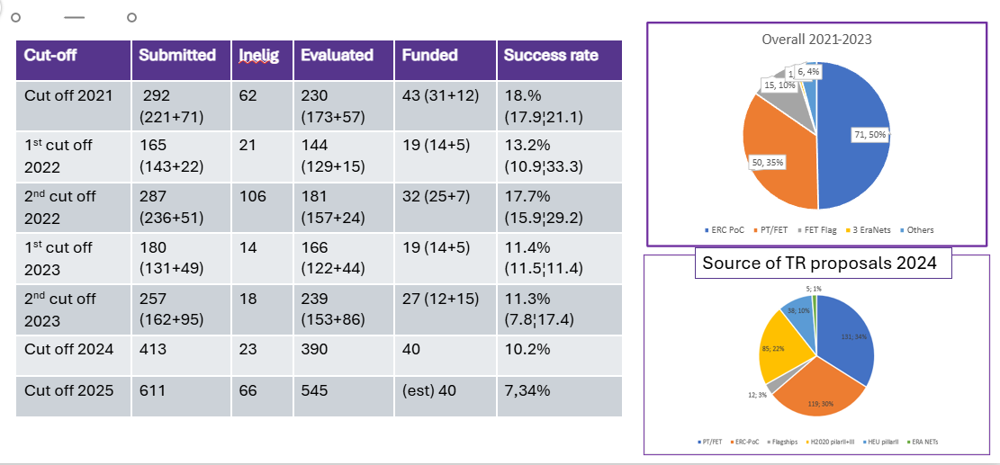 Cut-off Submitted Inelig Evaluated Funded Success rate
Cut off 2021 292 62 230 43 (31+12) 18.%
(221+71) (173+57) (17.9¦21.1)
1st cut off 165 21 144 19 (14+5) 13.2%
2022 (143+22) (129+15) (10.9¦33.3)
2nd cut off 287 106 181 32 (25+7) 17.7%
2022 (236+51) (157+24) (15.9¦29.2)
1st cut off 180 14 166 19 (14+5) 11.4%
2023 (131+49) (122+44) (11.5¦11.4)
2nd cut off 257 18 239 27 (12+15) 11.3%
2023 (162+95) (153+86) (7.8¦17.4)
Cut off 2024 413 23 390 40 10.2%
Cut off 2025 611 66 545 (est) 40 7,34%
Overall 2021-2023
6, 4%
15, 10%
71, 50%
50, 35%
ERC PoC PT/FET FET Flag 3 EraNets Others
Source of TR proposals 2024
5; 1%
38; 10%
131; 34%
85; 22%
12; 3%
119; 30%
PT/FET ERC-PoC Flagships H2020 pilarII+III HEU pillarII ERA NETs